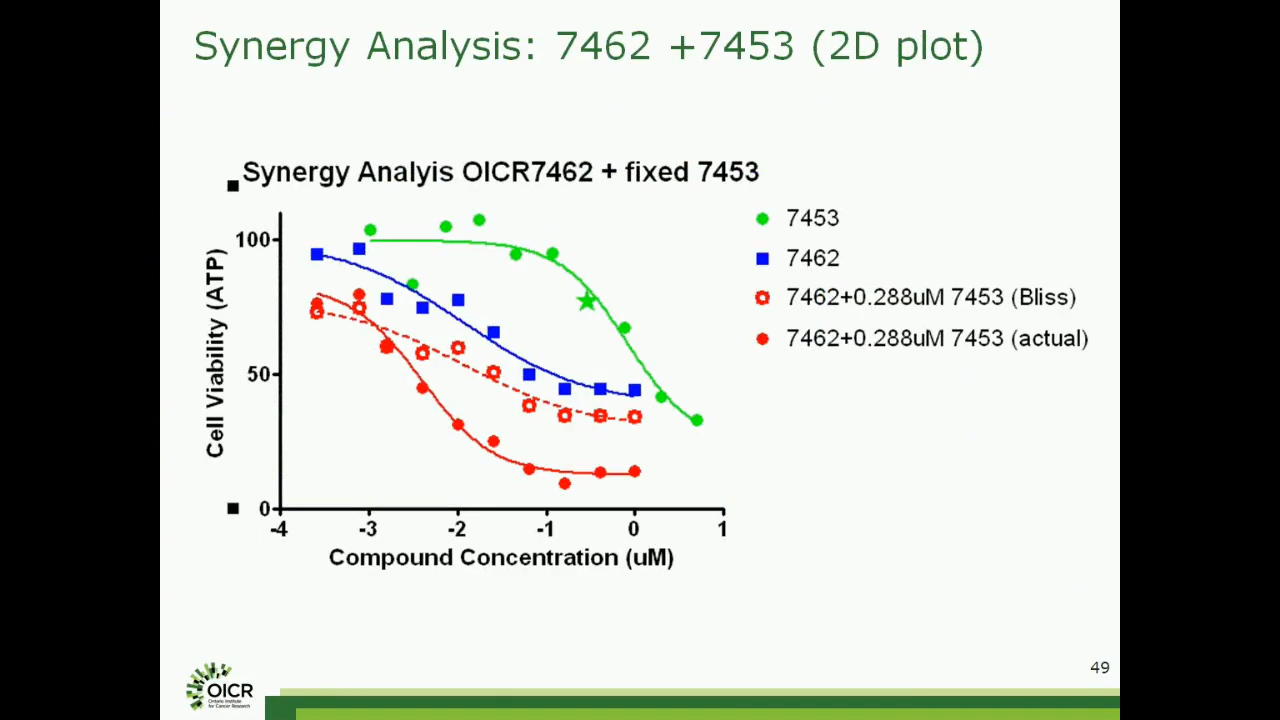 Synergy Analysis: 7462 +7453 (2D plot)
Synergy Analyis OICR7462 + fixed 7453
7453
7462
7462+0.288uM 7453 (Bliss)
7462+0.288uM 7453 (actual)
Cell Viability (ATP)
100
50
0
-4 -3 -2 -1 0 1
Compound Concentration (uM)
49
OICR
Ontario Institute
for Cancer Research